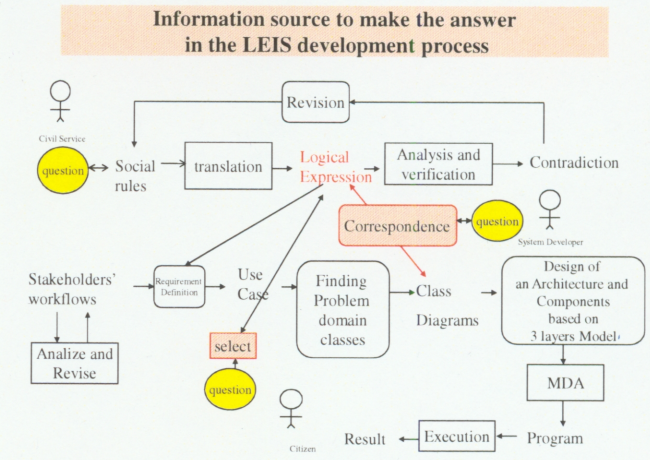 Information source to make the answer
in the LEIS development process
Revision
Civil Service
question
Social
rules
translation
Logical
Expression
Analysis and
verification
Contradiction
Correspondence
question
System Developer
Stakeholders'
workflows
Requirement
Definition
Use
Case
Finding
Problem
domain
classes
Class
Diagrams
Design of
an Architecture and
Components
based on
3 layers Model
Analize and
Revise
select
question
MDA
Citizen
Result
Execution
Program